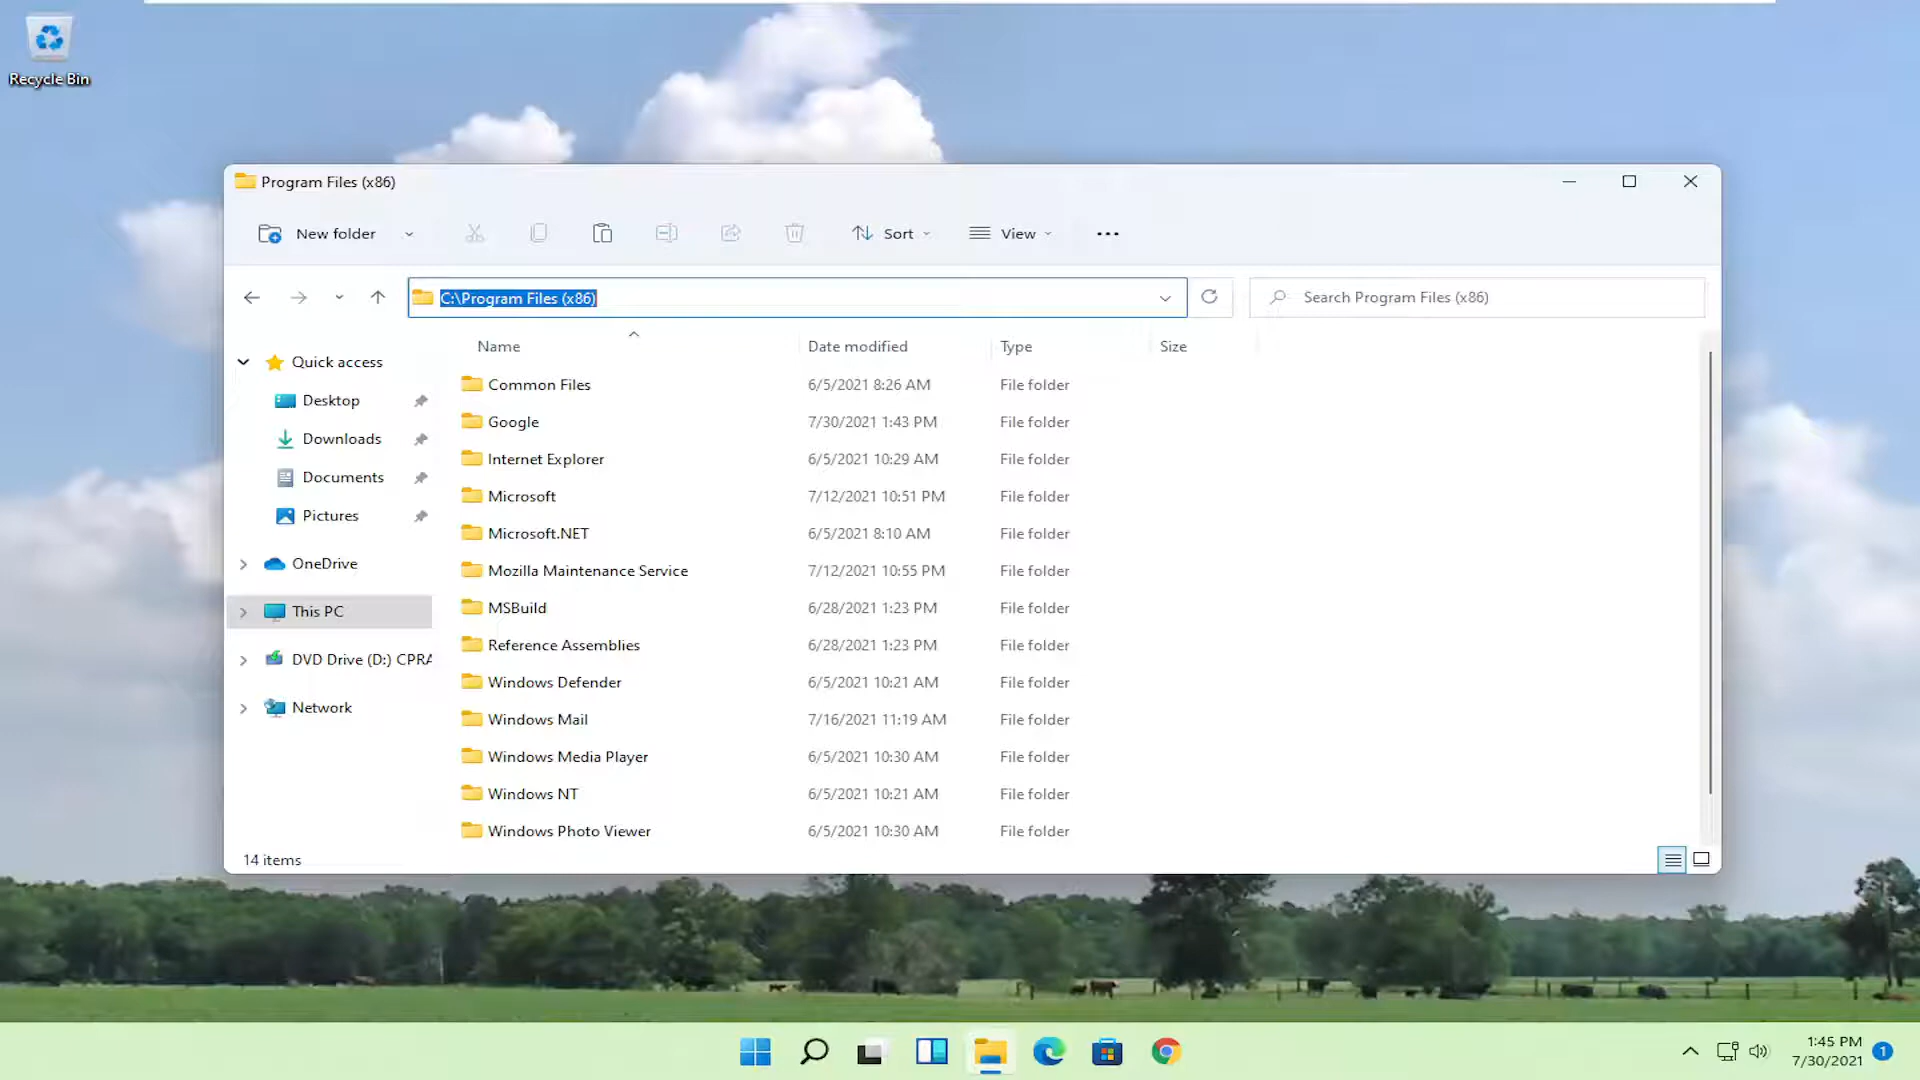 Recycle Bin
Program Files (x86)
New folder
Sort
View
C:\Program Files (x86)
Search Program Files (x86)
Name
Date modified
Type
Size
Quick access
Desktop
Downloads
Documents
Pictures
OneDrive
This PC
DVD Drive (D:) CPRA
Network
Common Files 6/5/2021 8:26 AM File folder
Google 7/30/2021 1:43 PM File folder
Internet Explorer 6/5/2021 10:29 AM File folder
Microsoft 7/12/2021 10:51 PM File folder
Microsoft.NET 6/5/2021 8:10 AM File folder
Mozilla Maintenance Service 7/12/2021 10:55 PM File folder
MSBuild 6/28/2021 1:23 PM File folder
Reference Assemblies 6/28/2021 1:23 PM File folder
Windows Defender 6/5/2021 10:21 AM File folder
Windows Mail 7/16/2021 11:19 AM File folder
Windows Media Player 6/5/2021 10:30 AM File folder
Windows NT 6/5/2021 10:21 AM File folder
Windows Photo Viewer 6/5/2021 10:30 AM File folder
14 items
1:45 PM
7/30/2021
1